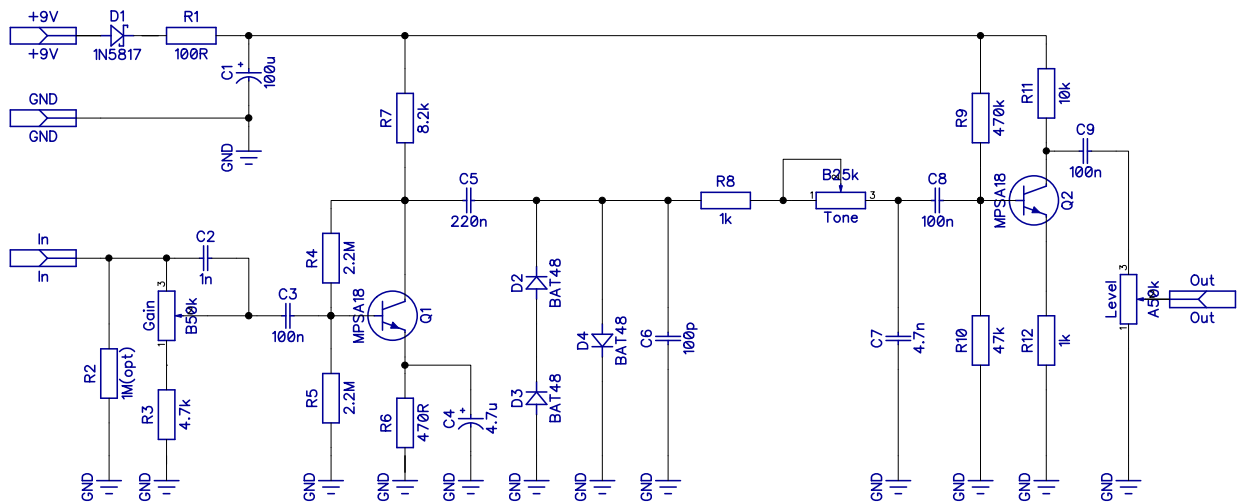 +9V
+9V
D1
1N5817
R1
100R
C1
+
100u
GND
GND
GND
R7
8.2k
R9
470k
R11
10k
C9
100n
C5
220n
R8
1k
B25k
2
1
3
Tone
C8
100n
MPSA18
Q2
In
In
C2
1n
R4
2.2M
Gain
3
B50k
1
C3
100n
MPSA18
Q1
D2
BAT48
D4
BAT48
C6
100p
C7
4.7n
R10
47k
R12
1k
Level
3
A50k
1
Out
Out
R2
1M(opt)
R3
4.7k
R5
2.2M
R6
470R
C4
+
4.7u
D3
BAT48
GND
GND
GND
GND
GND
GND
GND
GND
GND
GND
GND
GND